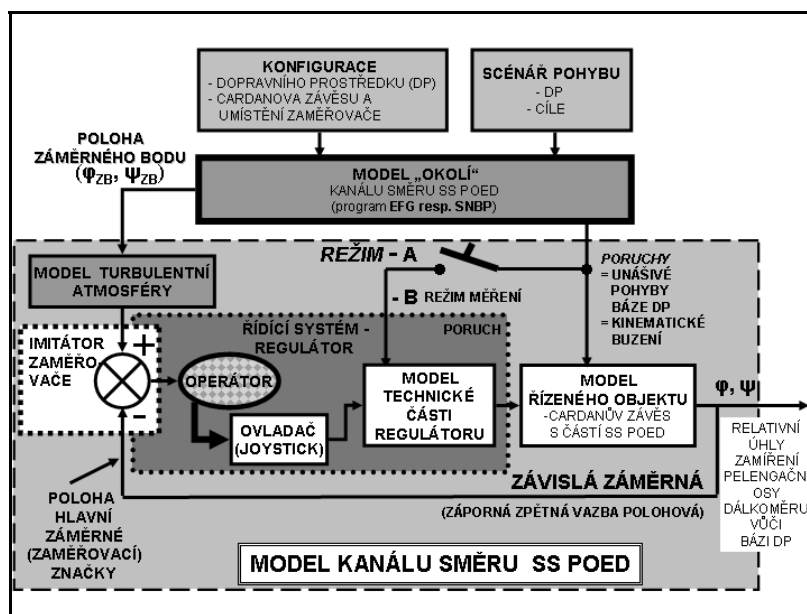 KONFIGURACE
- DOPRAVNÍHO PROSTŘEDKU (DP)
- CARDANOVA ZÁVĚSU A
UMÍSTĚNÍ ZAMĚŘOVAČE
SCÉNÁŘ POHYBU
- DP
- CÍLE
POLOHA
ZÁMĚRNÉHO BODU
(φZB, ΨZB)
MODEL „OKOLÍ“
KANÁLU SMĚRU SS POED
(program EFG resp. SNBP)
REŽIM - A
MODEL TURBULENTNÍ
ATMOSFÉRY
PORUCHY
= UNÁŠIVÉ
POHYBY
BÁZE DP
= KINEMATICKÉ
BUZENÍ
- B REŽIM MĚŘENÍ
PORUCH
ŘÍDÍCÍ SYSTÉM -
REGULÁTOR
IMITÁTOR
ZAMĚŘO
VAČE
+
-
OPERÁTOR
OVLADAČ
(JOYSTICK)
MODEL
TECHNICKÉ
ČÁSTI
REGULÁTORU
MODEL
ŘÍZENÉHO OBJEKTU
-CARDANŮV ZÁVĚS
S ČÁSTÍ SS POED
φ, Ψ
RELATIVNÍ
ÚHLY
ZAMÍŘENÍ
PELENGAČN
OSY
DÁLKOMĚRU
VŮČI
BÁZI DP
ZÁVISLÁ ZÁMĚRNÁ
(ZÁPORNÁ ZPĚTNÁ VAZBA POLOHOVÁ)
POLOHA
HLAVNÍ
ZÁMĚRNÉ
(ZAMĚŘOVACÍ)
ZNAČKY
MODEL KANÁLU SMĚRU SS POED